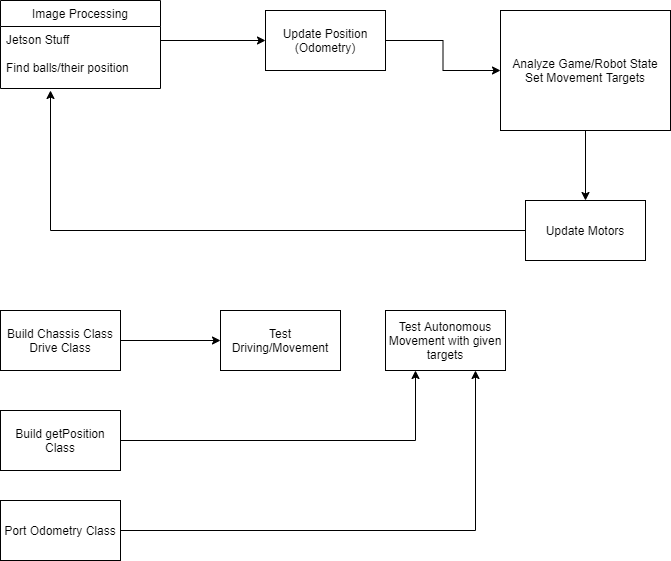 Image Processing
Jetson Stuff
Find balls/their position
Update Position
(Odometry)
Analyze Game/Robot State
Set Movement Targets
Update Motors
Build Chassis Class
Drive Class
Test
Driving/Movement
Test Autonomous
Movement with given
targets
Build getPosition
Class
Port Odometry Class